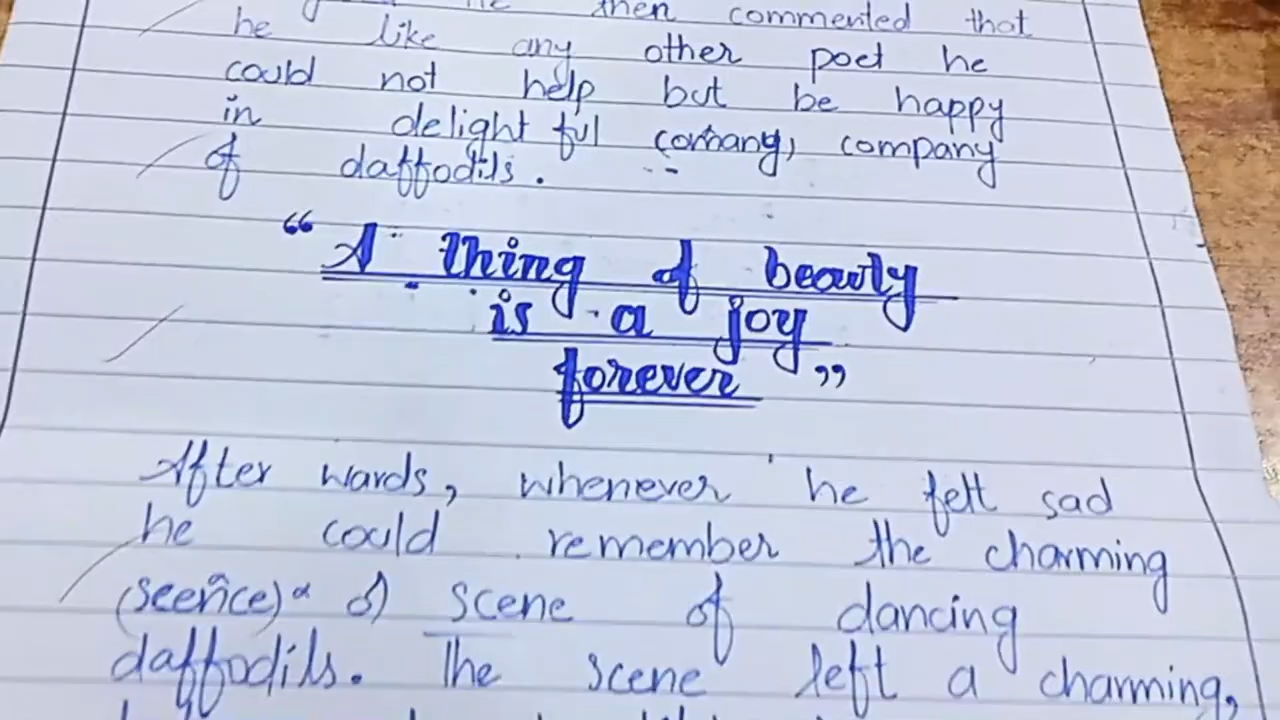 then commented that
he like any other poet he
could not help but be happy
in delightful (comany) company
of daffodils.
“A thing of beauty
is a joy
forever”
After wards, whenever he felt sad
he could remember the charming
(seence) scene of dancing
daffodils. The scene left a charming,